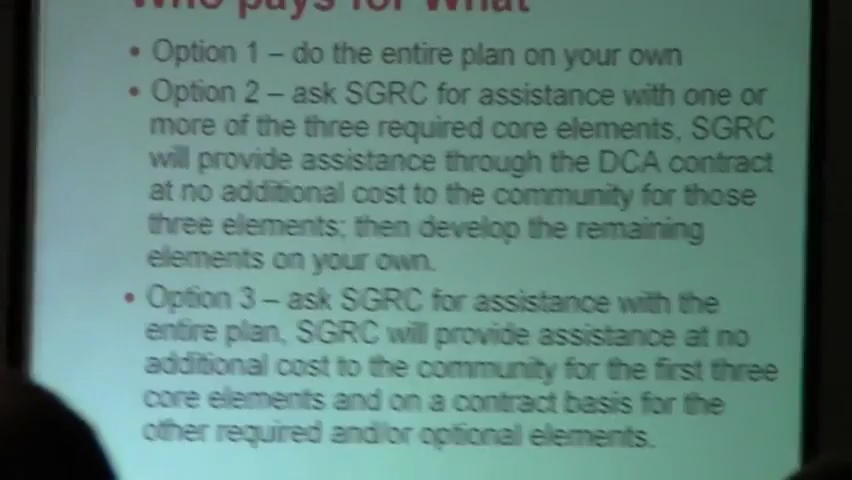 Who pays for What
• Option 1 – do the entire plan on your own
• Option 2 – ask SGRC for assistance with one or
more of the three required core elements, SGRC
will provide assistance through the DCA contract
at no additional cost to the community for those
three elements; then develop the remaining
elements on your own.
• Option 3 – ask SGRC for assistance with the
entire plan, SGRC will provide assistance at no
additional cost to the community for the first three
core elements and on a contract basis for the
other required and/or optional elements.